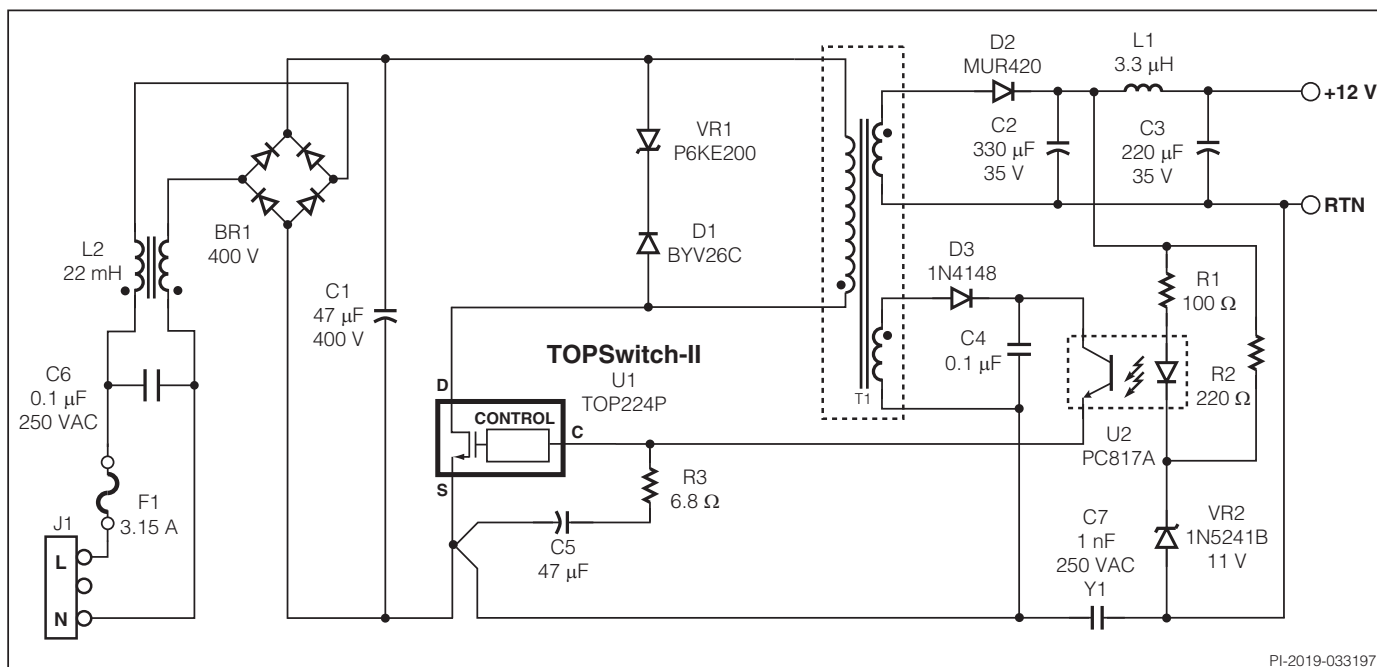 D2
MUR420
L1
3.3 µH
+12 V
VR1
P6KE200
C2
330 µF
35 V
C3
220 µF
35 V
RTN
BR1
400 V
L2
22 mH
D1
BYV26C
D3
1N4148
R1
100 Ω
C1
47 µF
400 V
TOPSwitch-II
U1
TOP224P
C4
0.1 µF
R2
220 Ω
T1
C6
0.1 µF
250 VAC
D
CONTROL
C
S
U2
PC817A
R3
6.8 Ω
F1
3.15 A
J1
L
N
C5
47 µF
C7
1 nF
250 VAC
Y1
VR2
1N5241B
11 V
PI-2019-033197